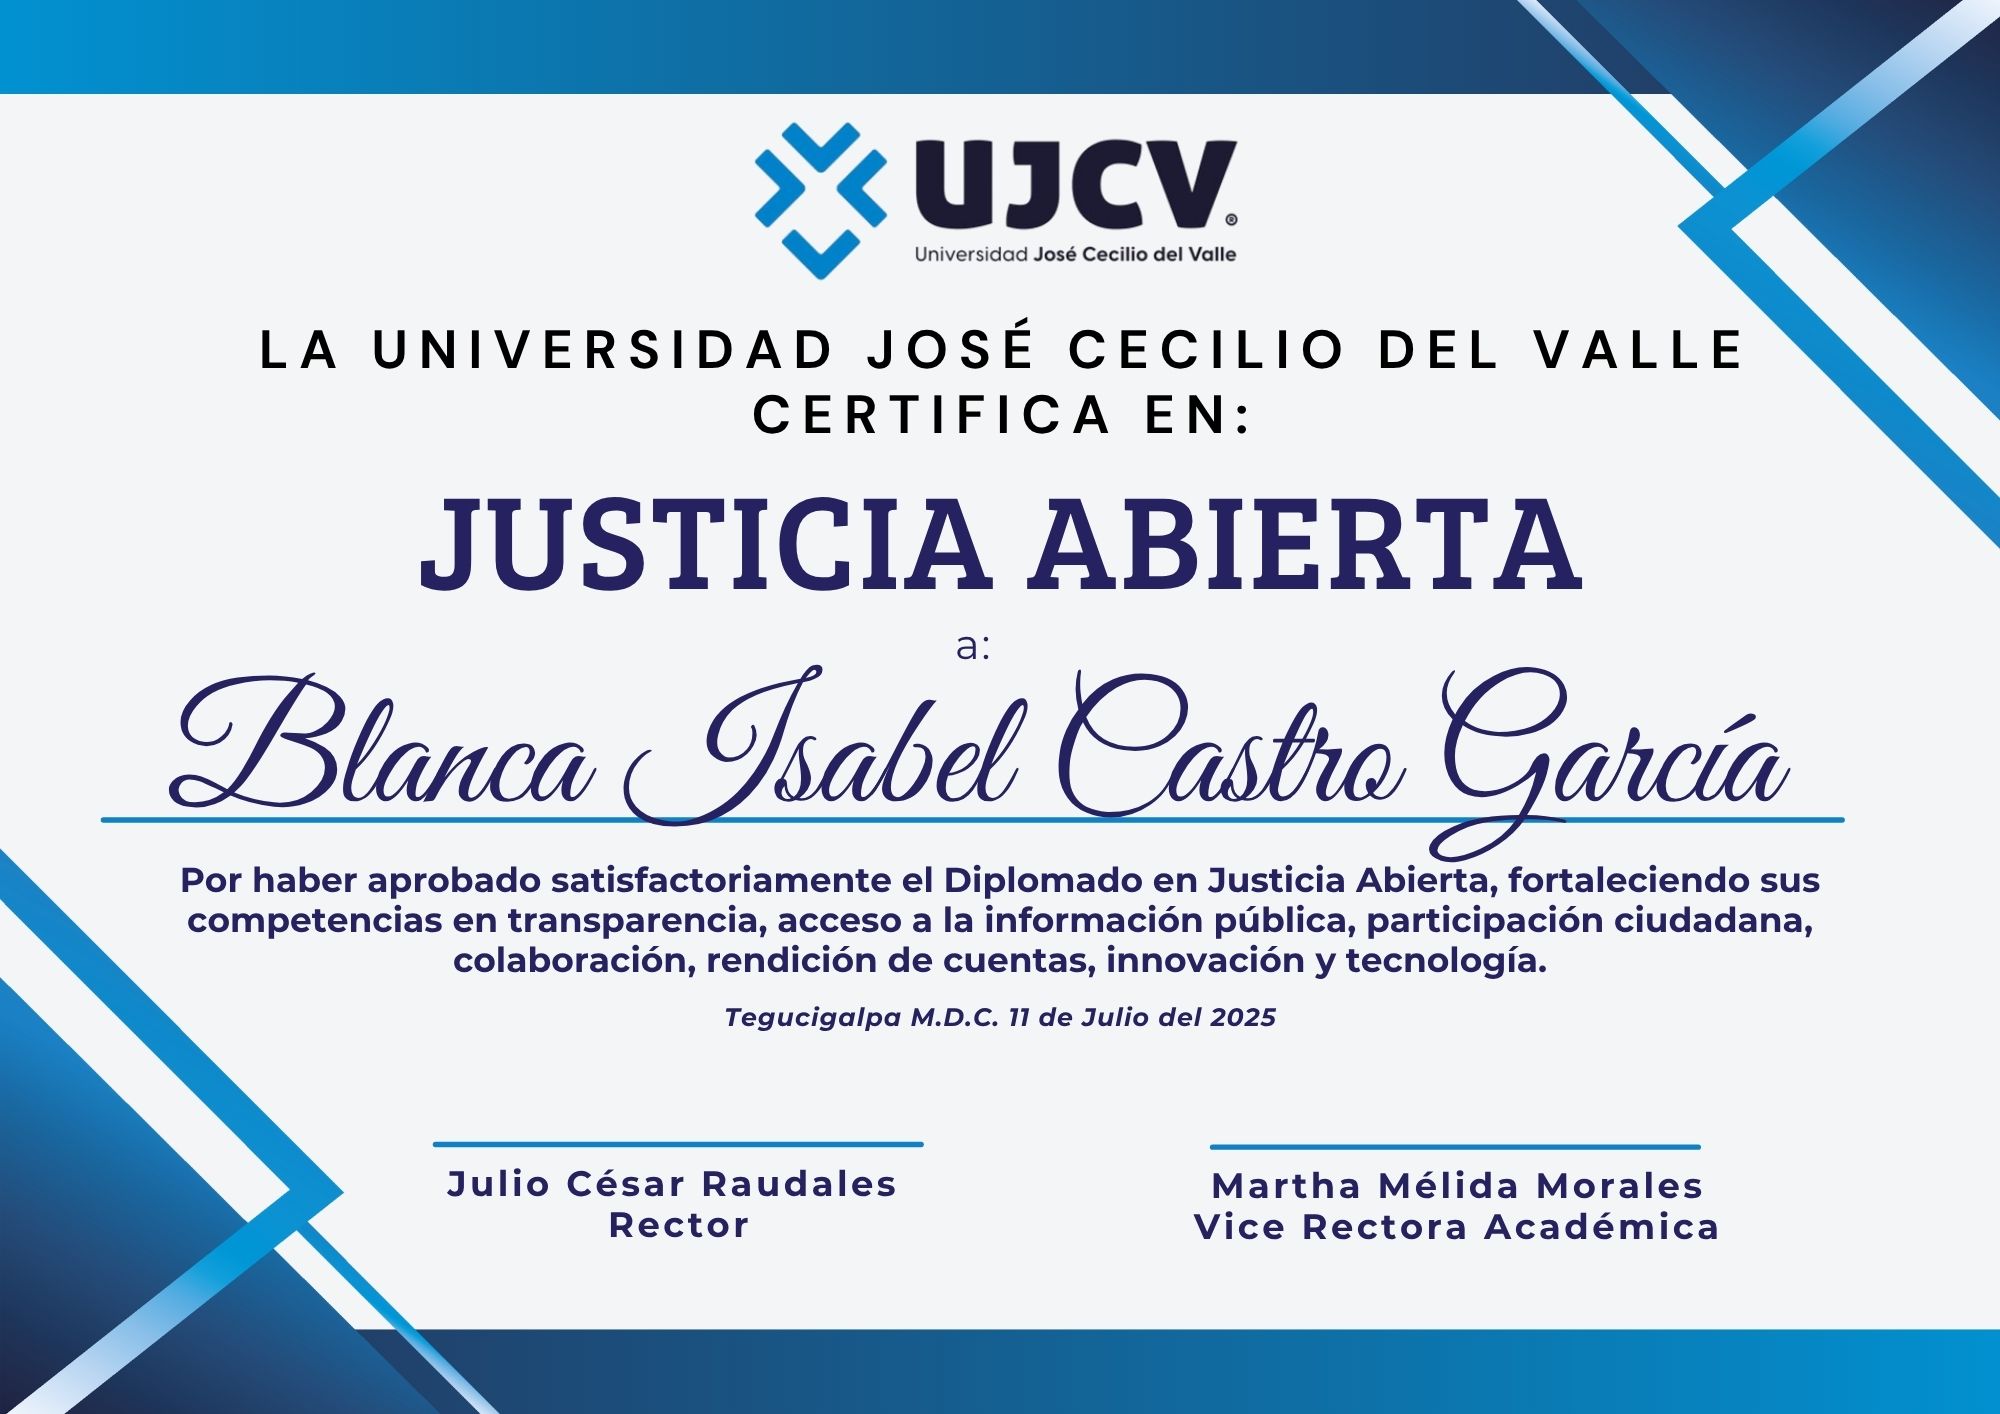 UJCV®
Universidad José Cecilio del Valle
LA UNIVERSIDAD JOSÉ CECILIO DEL VALLE
CERTIFICA EN:
JUSTICIA ABIERTA
a:
Blanca Isabel Castro García
Por haber aprobado satisfactoriamente el Diplomado en Justicia Abierta, fortaleciendo sus
competencias en transparencia, acceso a la información pública, participación ciudadana,
colaboración, rendición de cuentas, innovación y tecnología.
Tegucigalpa M.D.C. 11 de Julio del 2025
Julio César Raudales
Rector
Martha Mélida Morales
Vice Rectora Académica